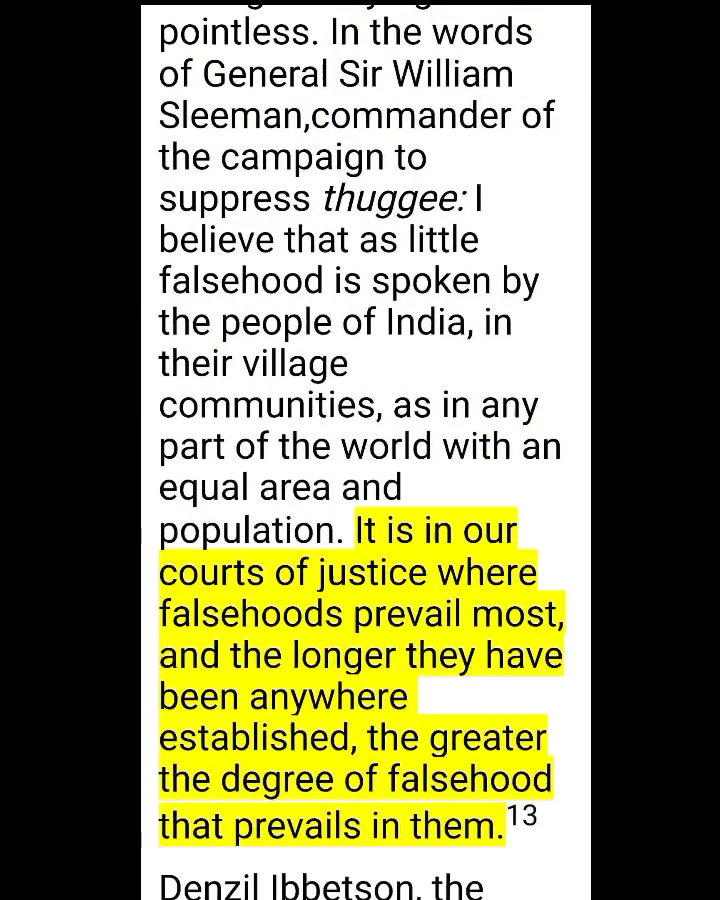 pointless. In the words
of General Sir William
Sleeman,commander of
the campaign to
suppress thuggee: I
believe that as little
falsehood is spoken by
the people of India, in
their village
communities, as in any
part of the world with an
equal area and
population. It is in our
courts of justice where
falsehoods prevail most,
and the longer they have
been anywhere
established, the greater
the degree of falsehood
that prevails in them.13
Denzil Ibbetson, the